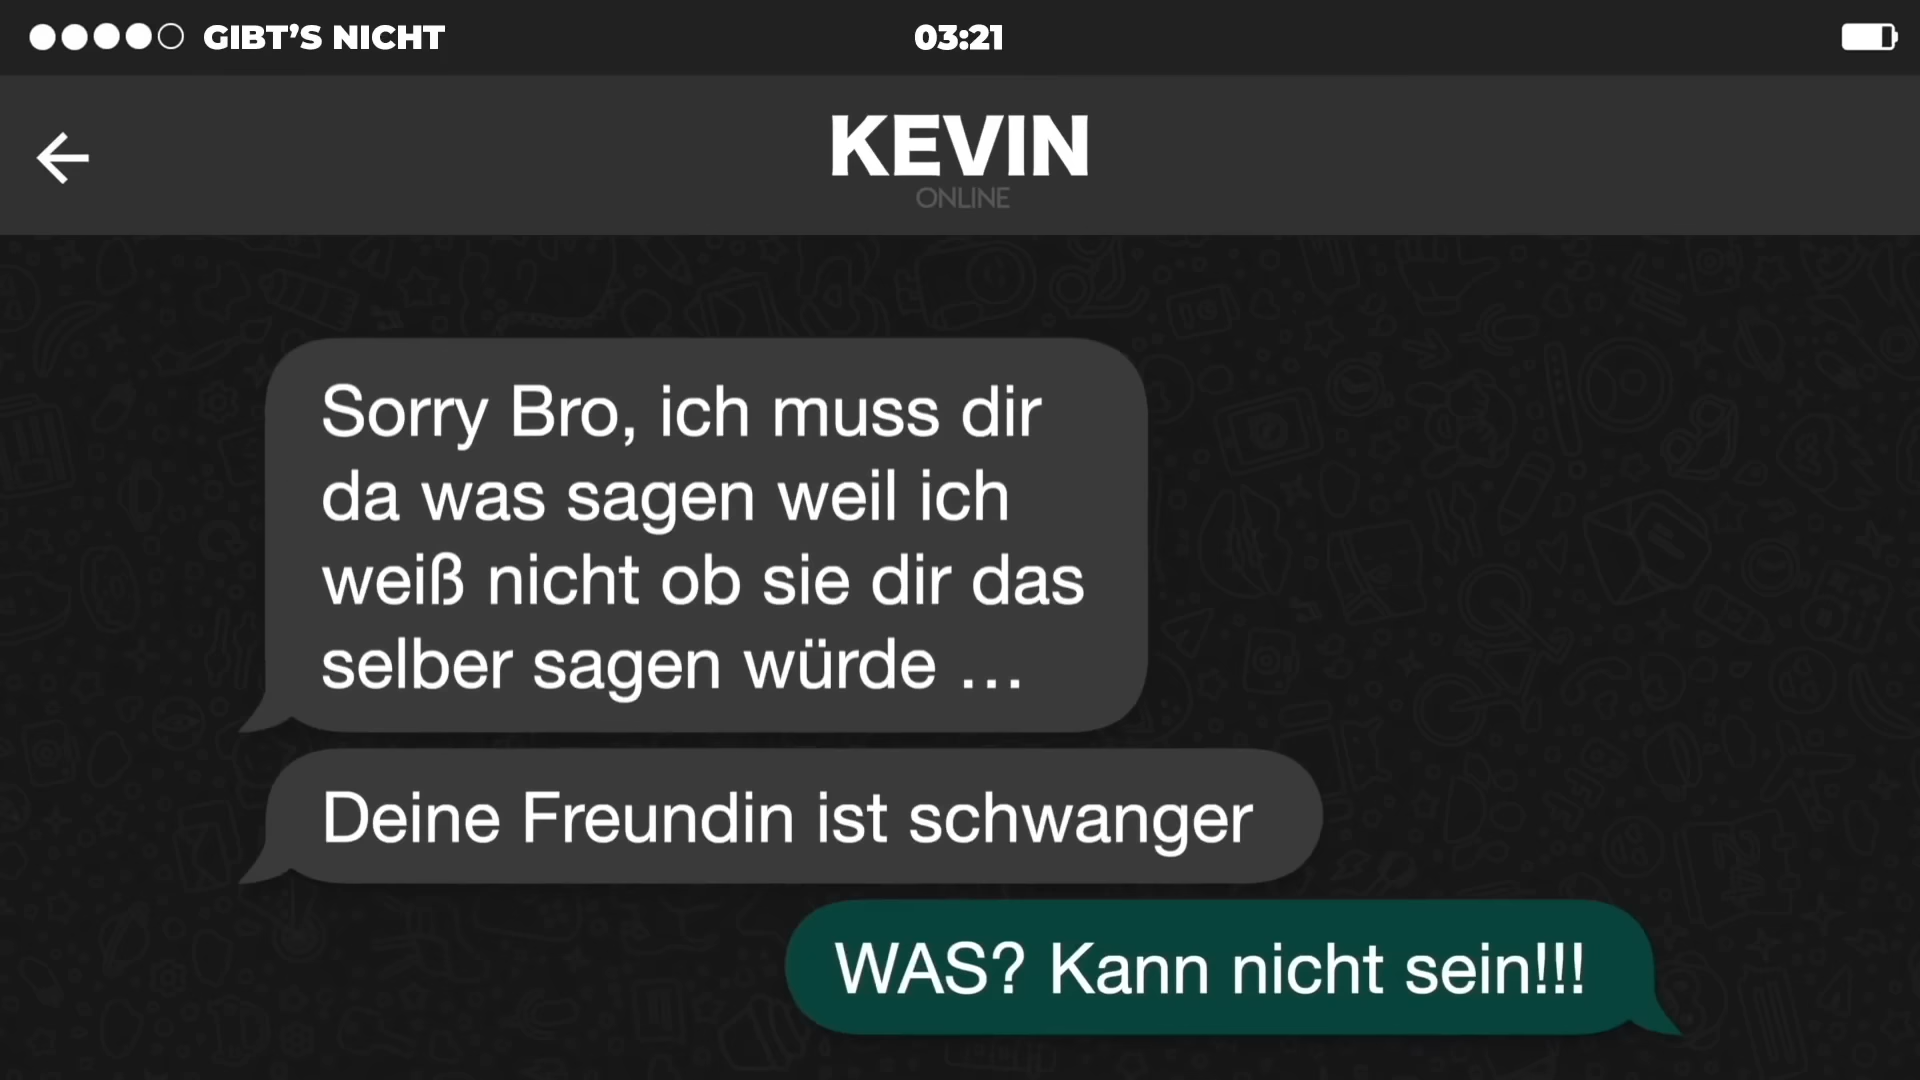 GIBT’S NICHT
03:21
KEVIN
ONLINE
Sorry Bro, ich muss dir
da was sagen weil ich
weiß nicht ob sie dir das
selber sagen würde ...
Deine Freundin ist schwanger
WAS? Kann nicht sein!!!